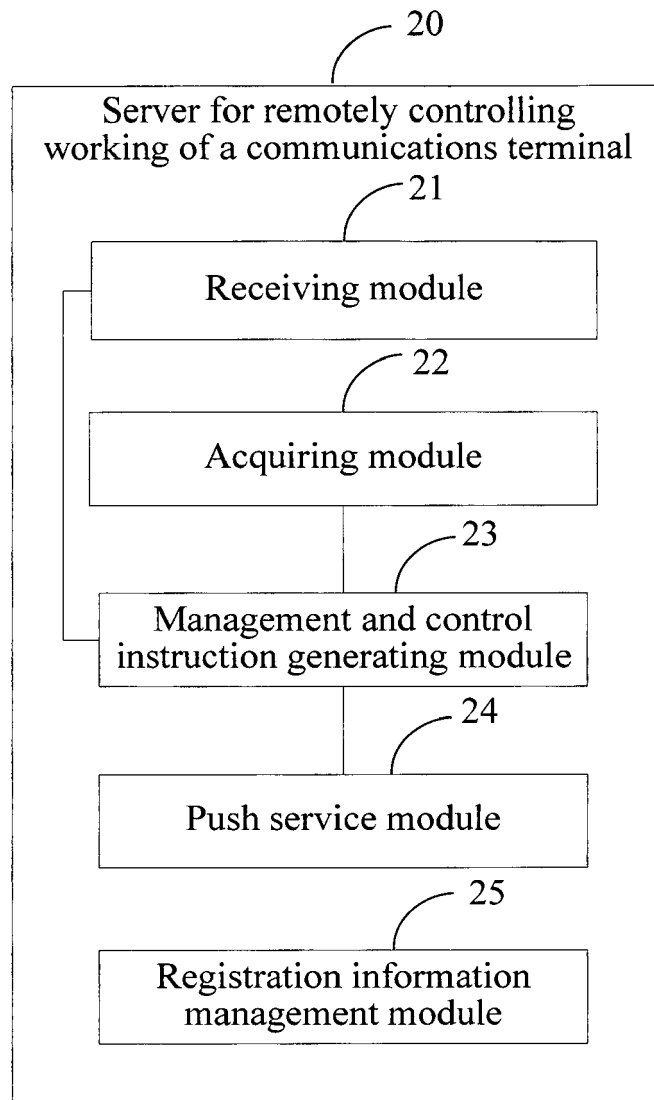 20
Server for remotely controlling
working of a communications terminal
21
Receiving module
22
Acquiring module
23
Management and control
instruction generating module
24
Push service module
25
Registration information
management module